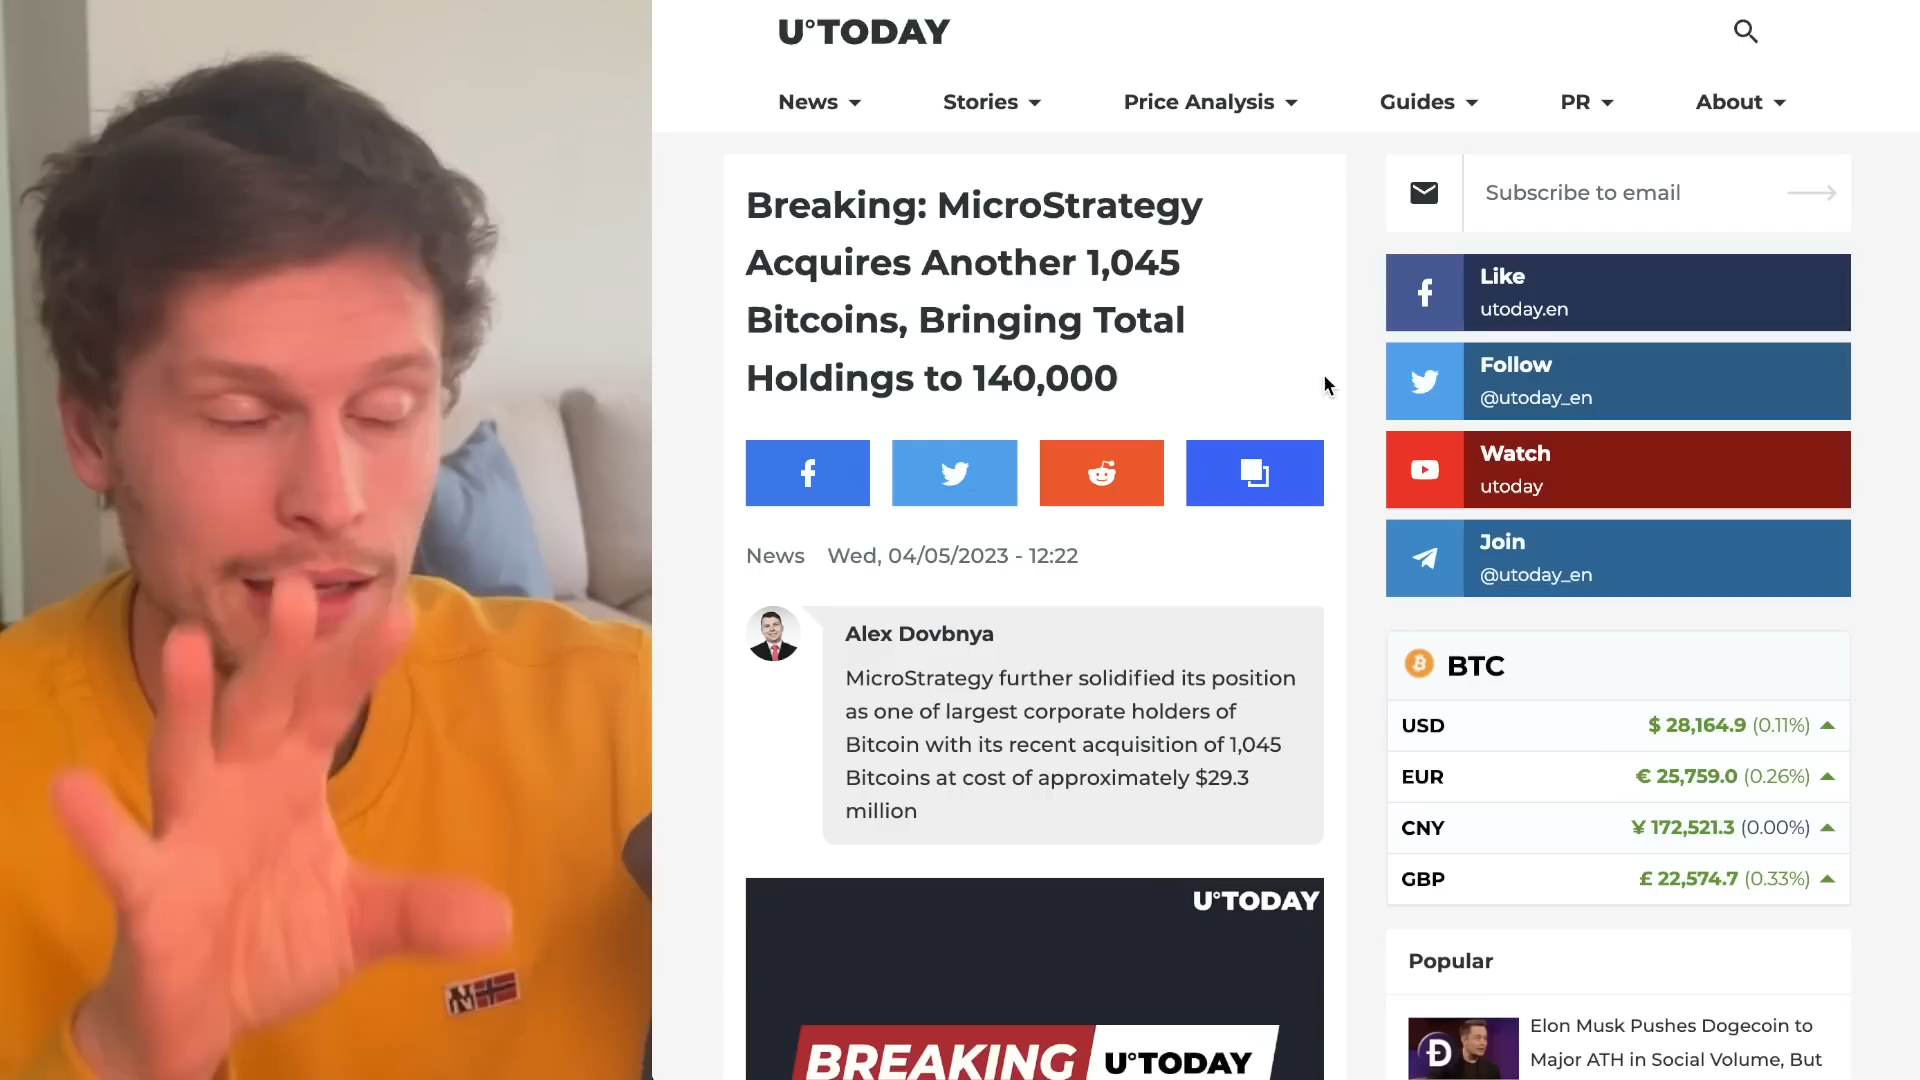 U°TODAY
News
Stories
Price Analysis
Guides
PR
About
Breaking: MicroStrategy
Acquires Another 1,045
Bitcoins, Bringing Total
Holdings to 140,000
News Wed, 04/05/2023 - 12:22
Alex Dovbnya
MicroStrategy further solidified its position
as one of largest corporate holders of
Bitcoin with its recent acquisition of 1,045
Bitcoins at cost of approximately $29.3
million
U°TODAY
BREAKING U°TODAY
Subscribe to email
Like
utoday.en
Follow
@utoday_en
Watch
utoday
Join
@utoday_en
BTC
USD $ 28,164.9 (0.11%)
EUR € 25,759.0 (0.26%)
CNY ¥ 172,521.3 (0.00%)
GBP £ 22,574.7 (0.33%)
Popular
Elon Musk Pushes Dogecoin to
Major ATH in Social Volume, But